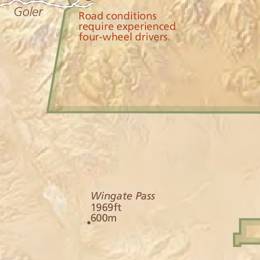 Goler
Road conditions
require experienced
four-wheel drivers.
Wingate Pass
1969ft
600m